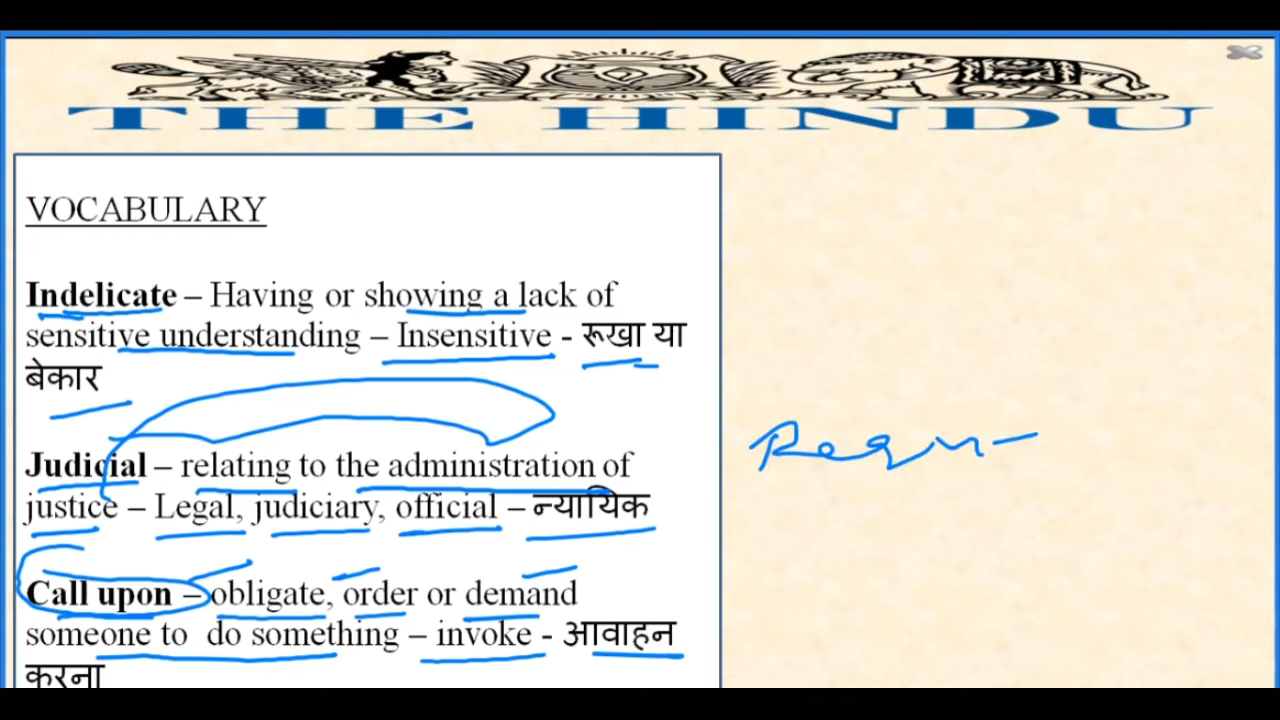 THE HINDU
VOCABULARY
Indelicate – Having or showing a lack of
sensitive understanding – Insensitive - रूखा या
बेकार
Judicial – relating to the administration of
justice – Legal, judiciary, official – न्यायिक
Call upon – obligate, order or demand
someone to do something – invoke - आवाहन
करना